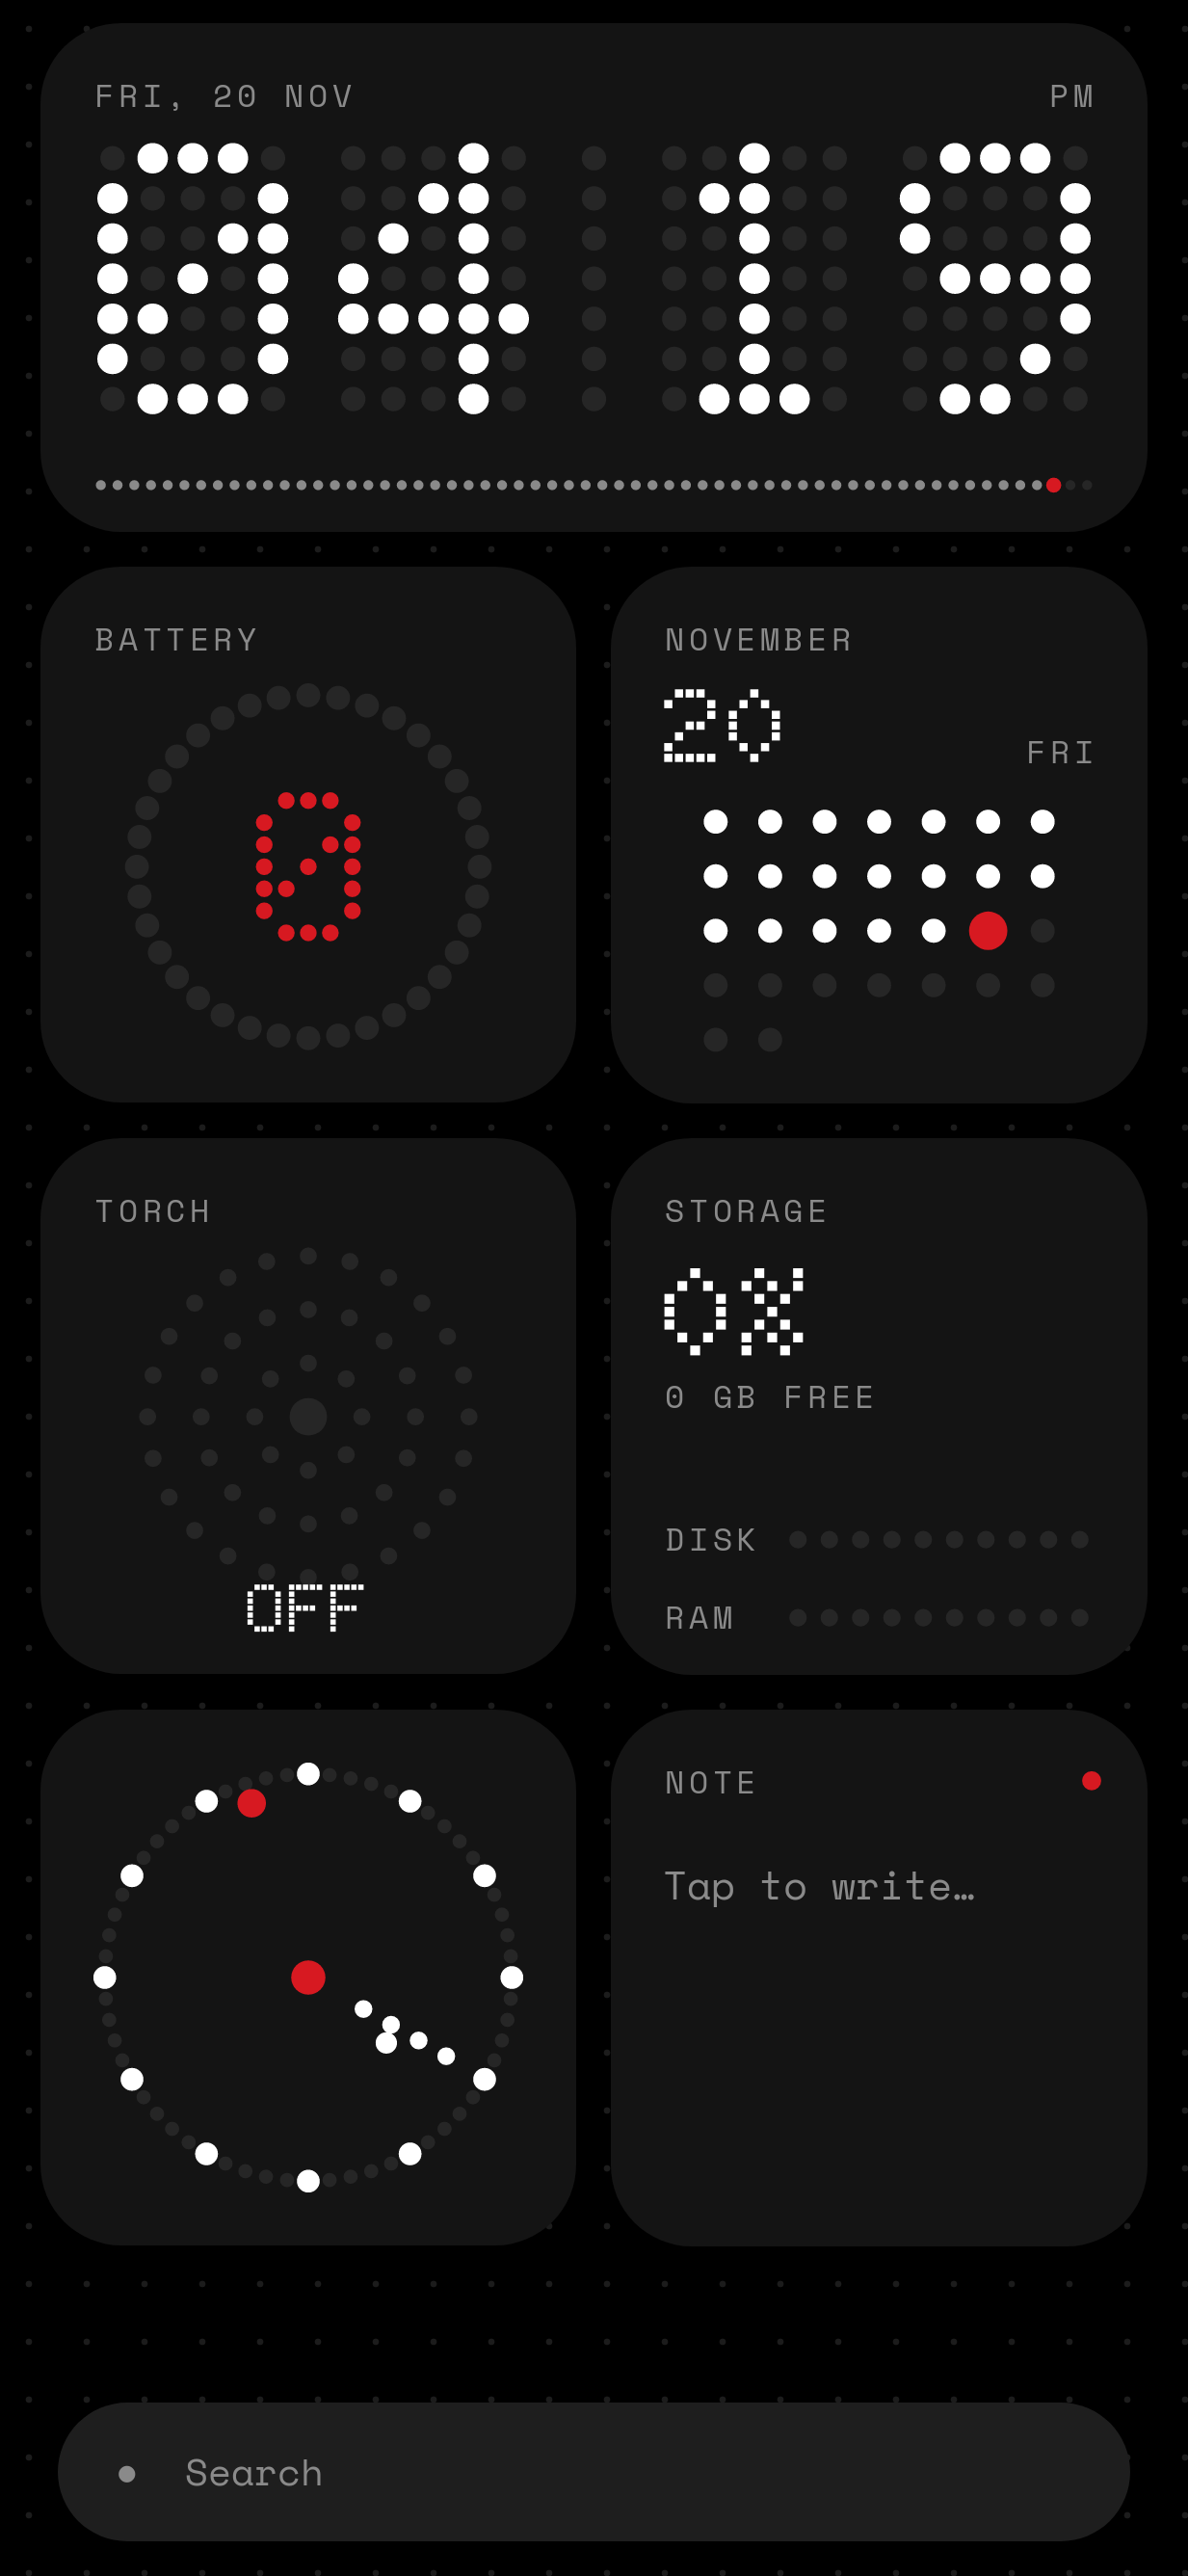 FRI, 20 NOV PM
04 19
BATTERY
0
NOVEMBER
20
FRI
TORCH
OFF
STORAGE
0%
0 GB FREE
DISK
RAM
NOTE
Tap to write…
Search